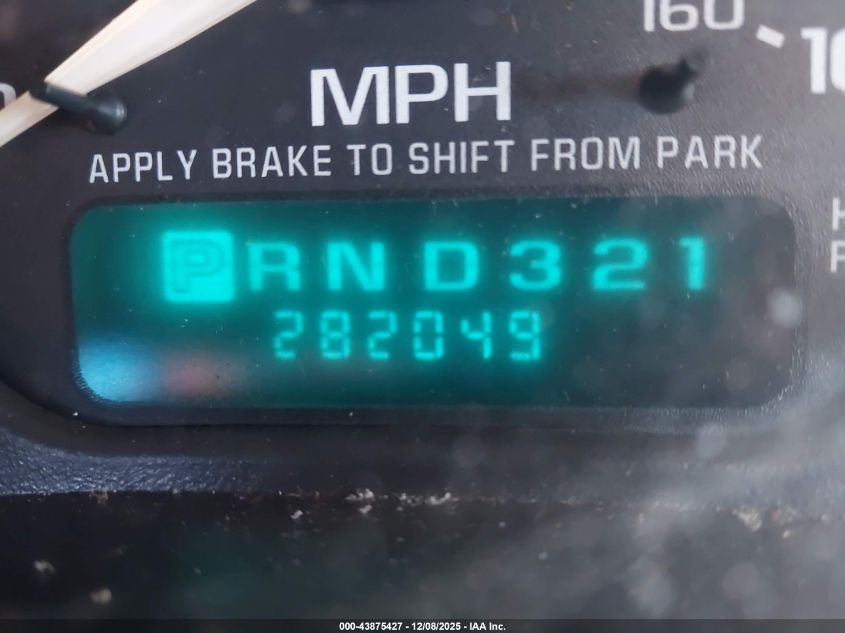 160
MPH
APPLY BRAKE TO SHIFT FROM PARK
PRND321
282049
000-43875427 - 12/08/2025 - IAA Inc.